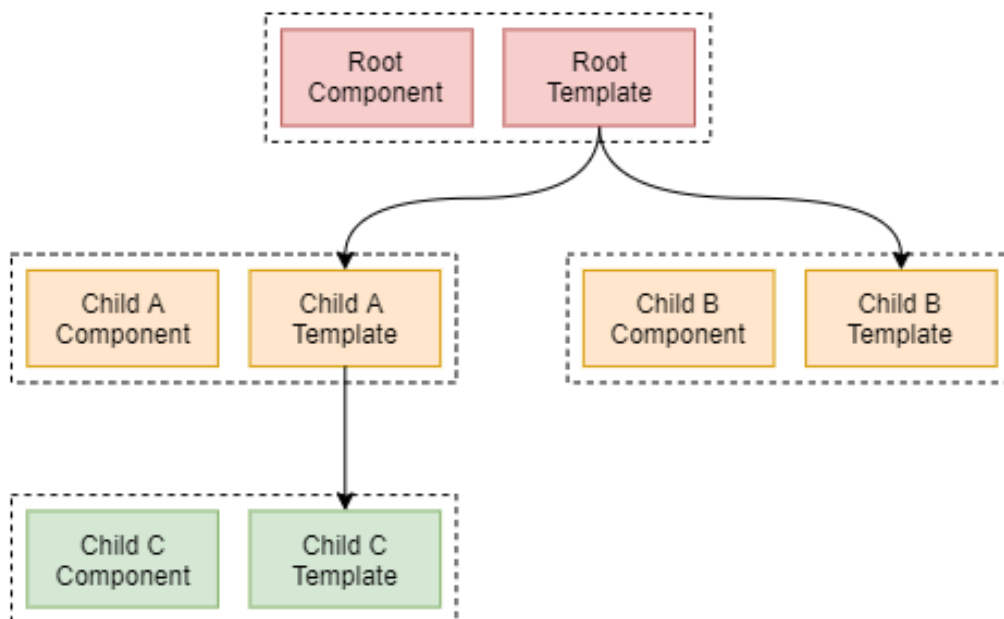 Root
Component
Root
Template
Child A
Component
Child A
Template
Child B
Component
Child B
Template
Child C
Component
Child C
Template